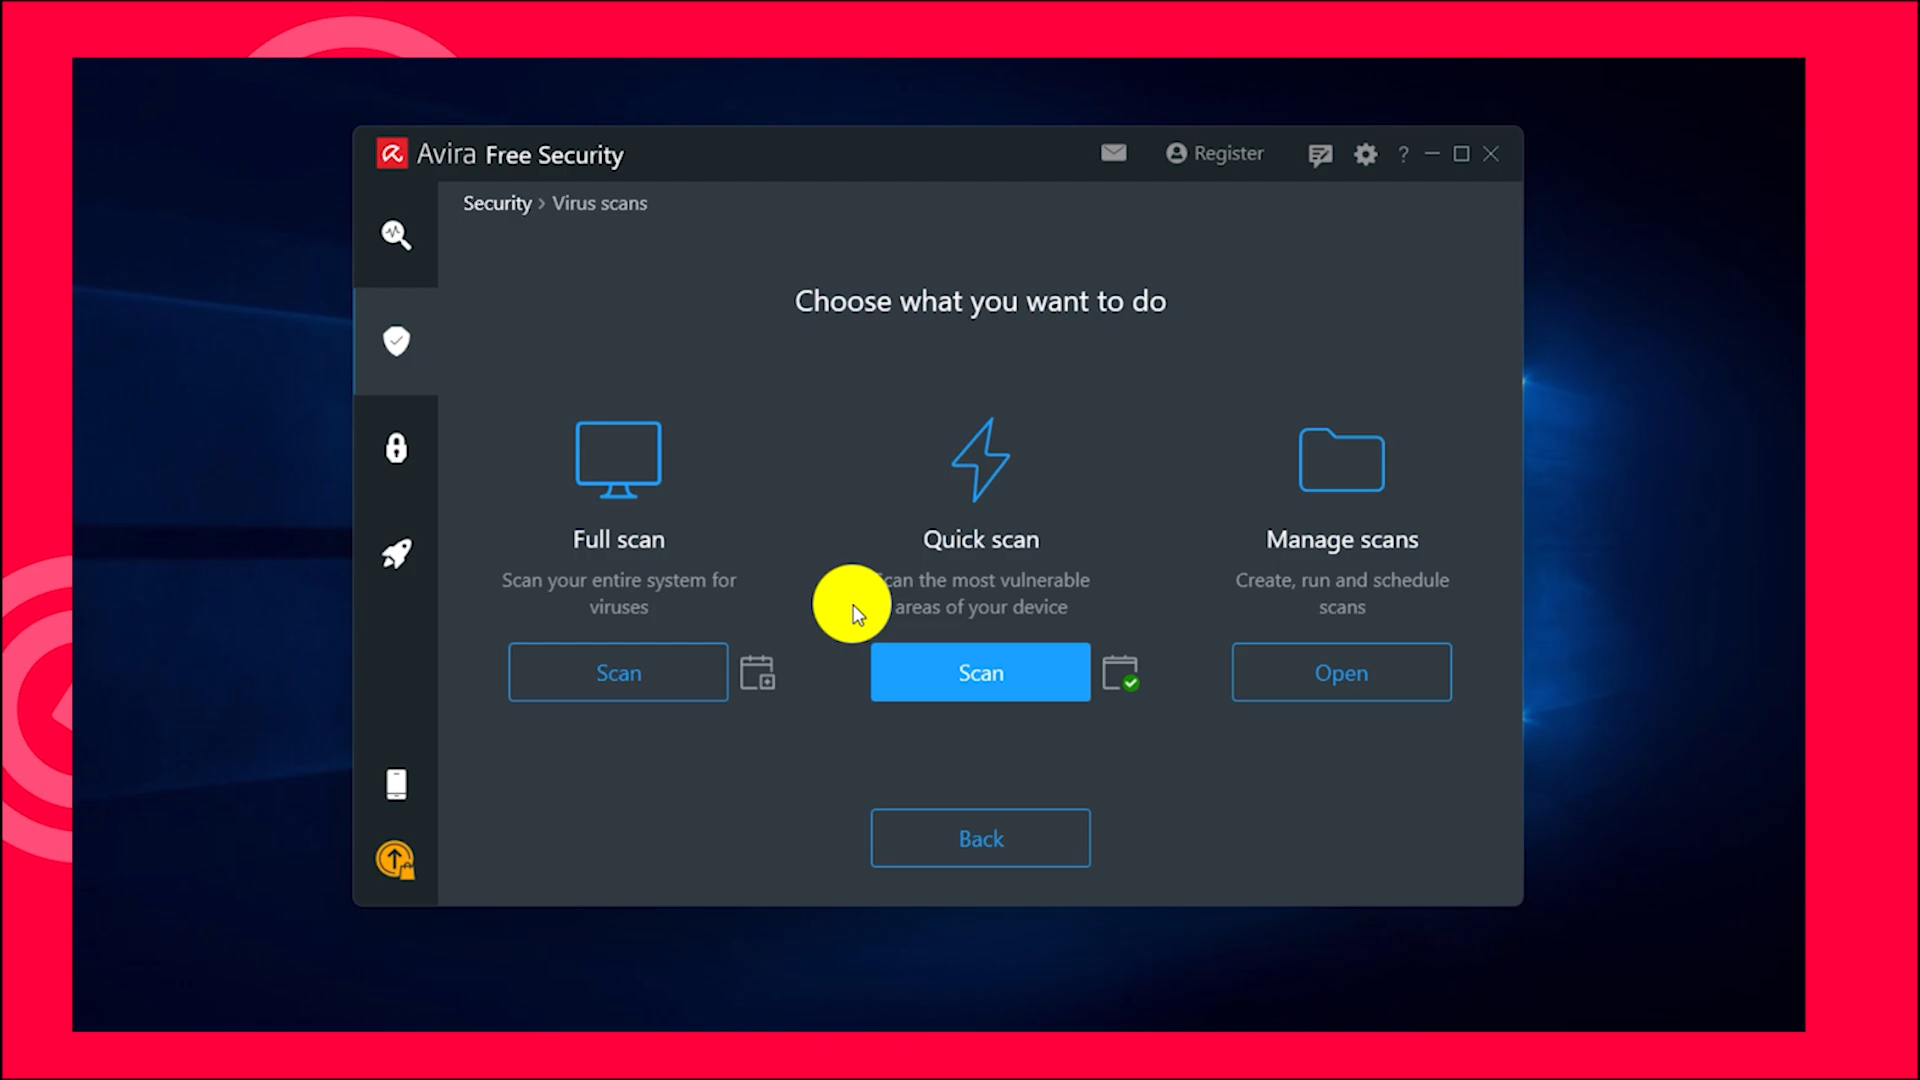 Avira Free Security
Register
?
Security > Virus scans
Choose what you want to do
Full scan
Scan your entire system for
viruses
Scan
Quick scan
can the most vulnerable
areas of your device
Scan
Manage scans
Create, run and schedule
scans
Open
Back